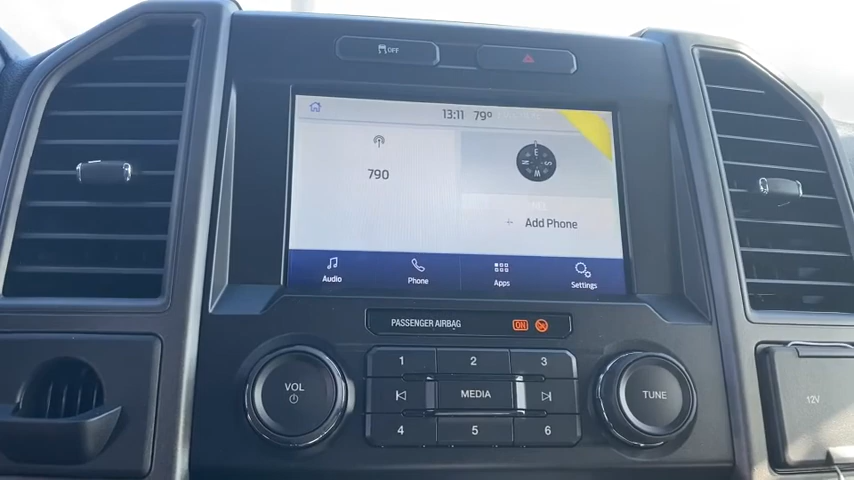 OFF
13:11 79°
790
E
N S
W
+ Add Phone
Audio Phone Apps Settings
PASSENGER AIRBAG ON
1 2 3
VOL MEDIA TUNE
4 5 6
12V